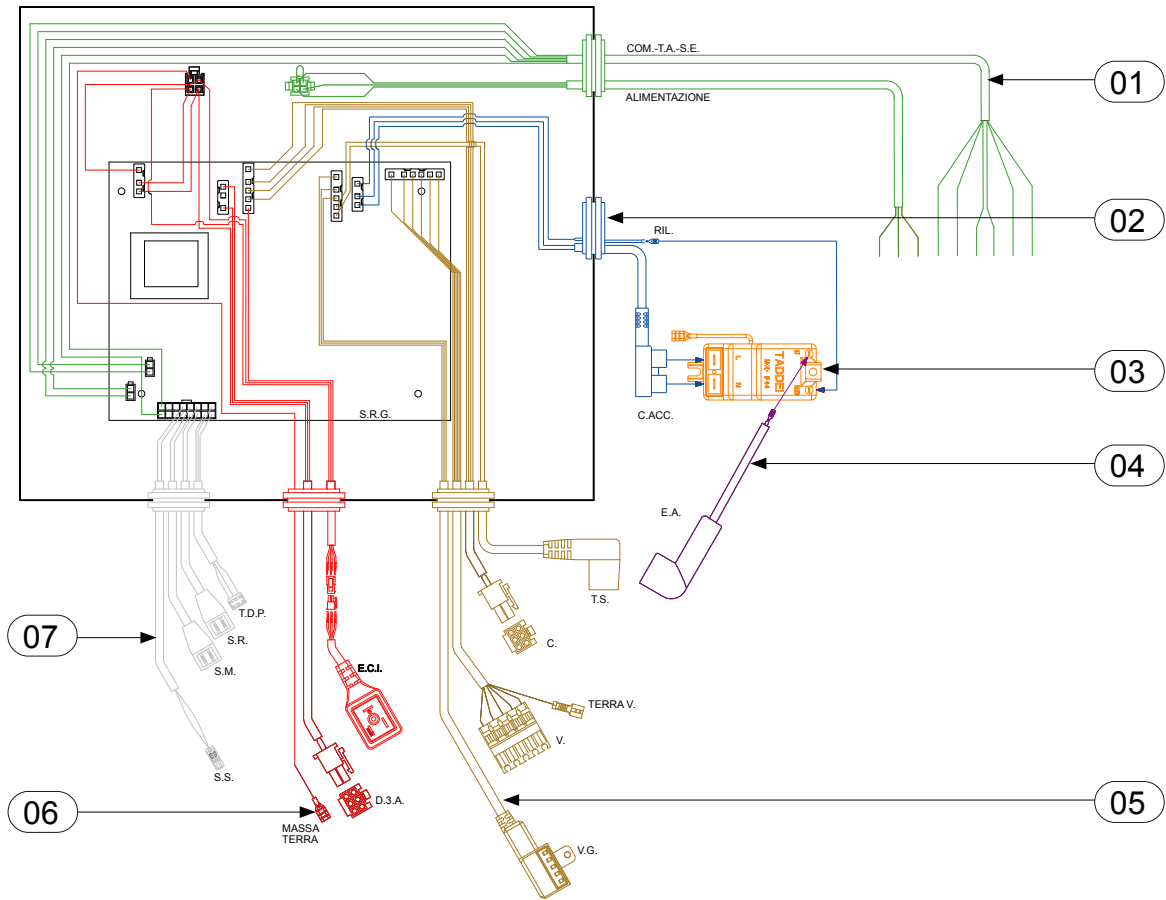 COM.-T.A.-S.E.
01
ALIMENTAZIONE
02
RIL.
L
N
TADDEI
03
C.ACC.
S.R.G.
04
E.A.
T.S.
T.D.P.
07
S.R.
C.
S.M.
E.C.I.
TERRA V.
V.
S.S.
06
D.3.A.
05
MASSA
TERRA
V.G.